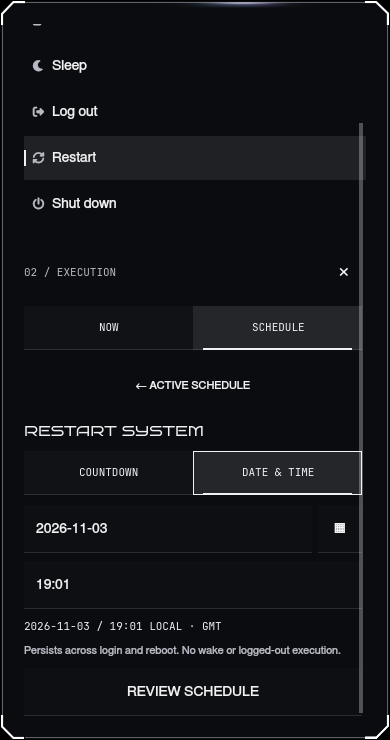 Sleep
Log out
Restart
Shut down
02 / EXECUTION
NOW SCHEDULE
← ACTIVE SCHEDULE
RESTART SYSTEM
COUNTDOWN DATE & TIME
2026-11-03
19:01
2026-11-03 / 19:01 LOCAL · GMT
Persists across login and reboot. No wake or logged-out execution.
REVIEW SCHEDULE